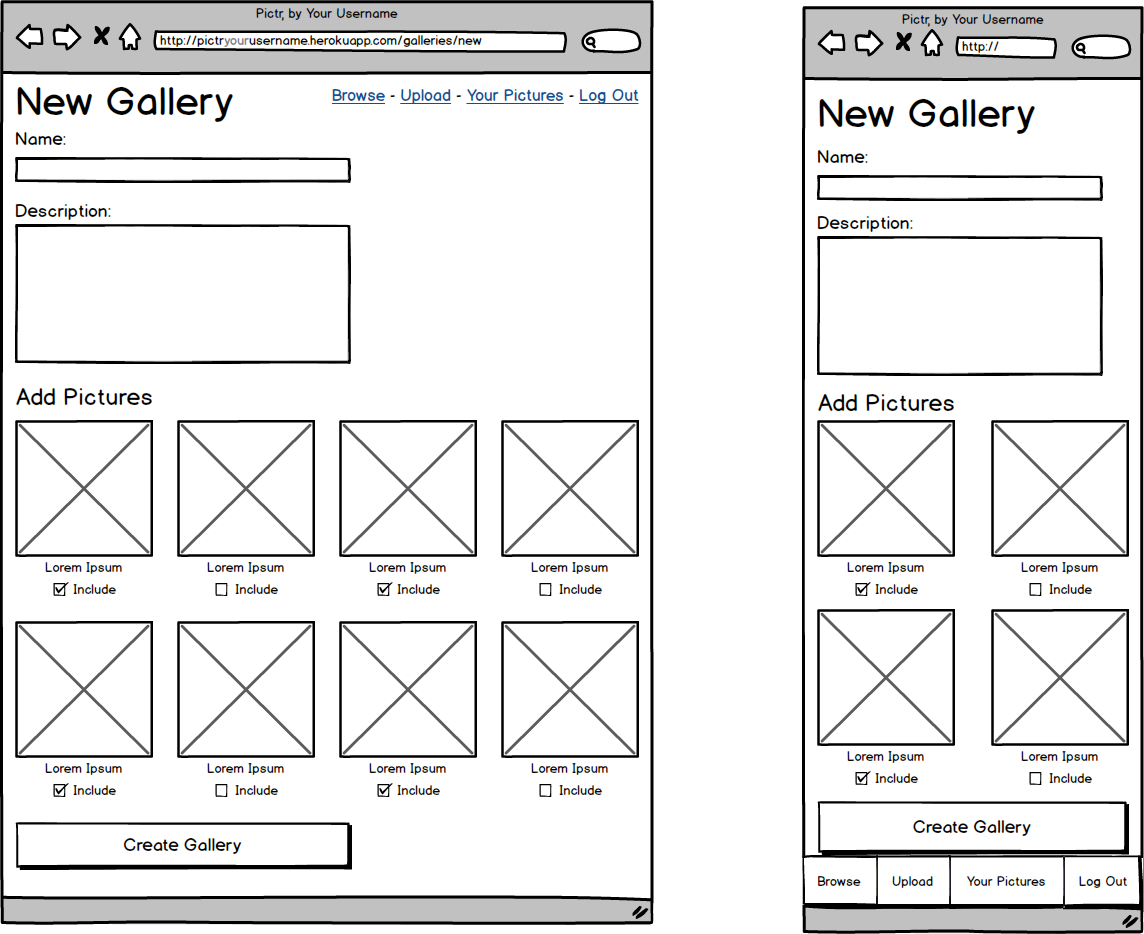 Pictr, by Your Username
http://pictryourusername.herokuapp.com/galleries/new
New Gallery
Browse - Upload - Your Pictures - Log Out
Name:
Description:
Add Pictures
Lorem Ipsum Lorem Ipsum Lorem Ipsum Lorem Ipsum
Include Include Include Include
Lorem Ipsum Lorem Ipsum Lorem Ipsum Lorem Ipsum
Include Include Include Include
Create Gallery
Pictr, by Your Username
http://
New Gallery
Name:
Description:
Add Pictures
Lorem Ipsum Lorem Ipsum
Include Include
Lorem Ipsum Lorem Ipsum
Include Include
Create Gallery
Browse Upload Your Pictures Log Out